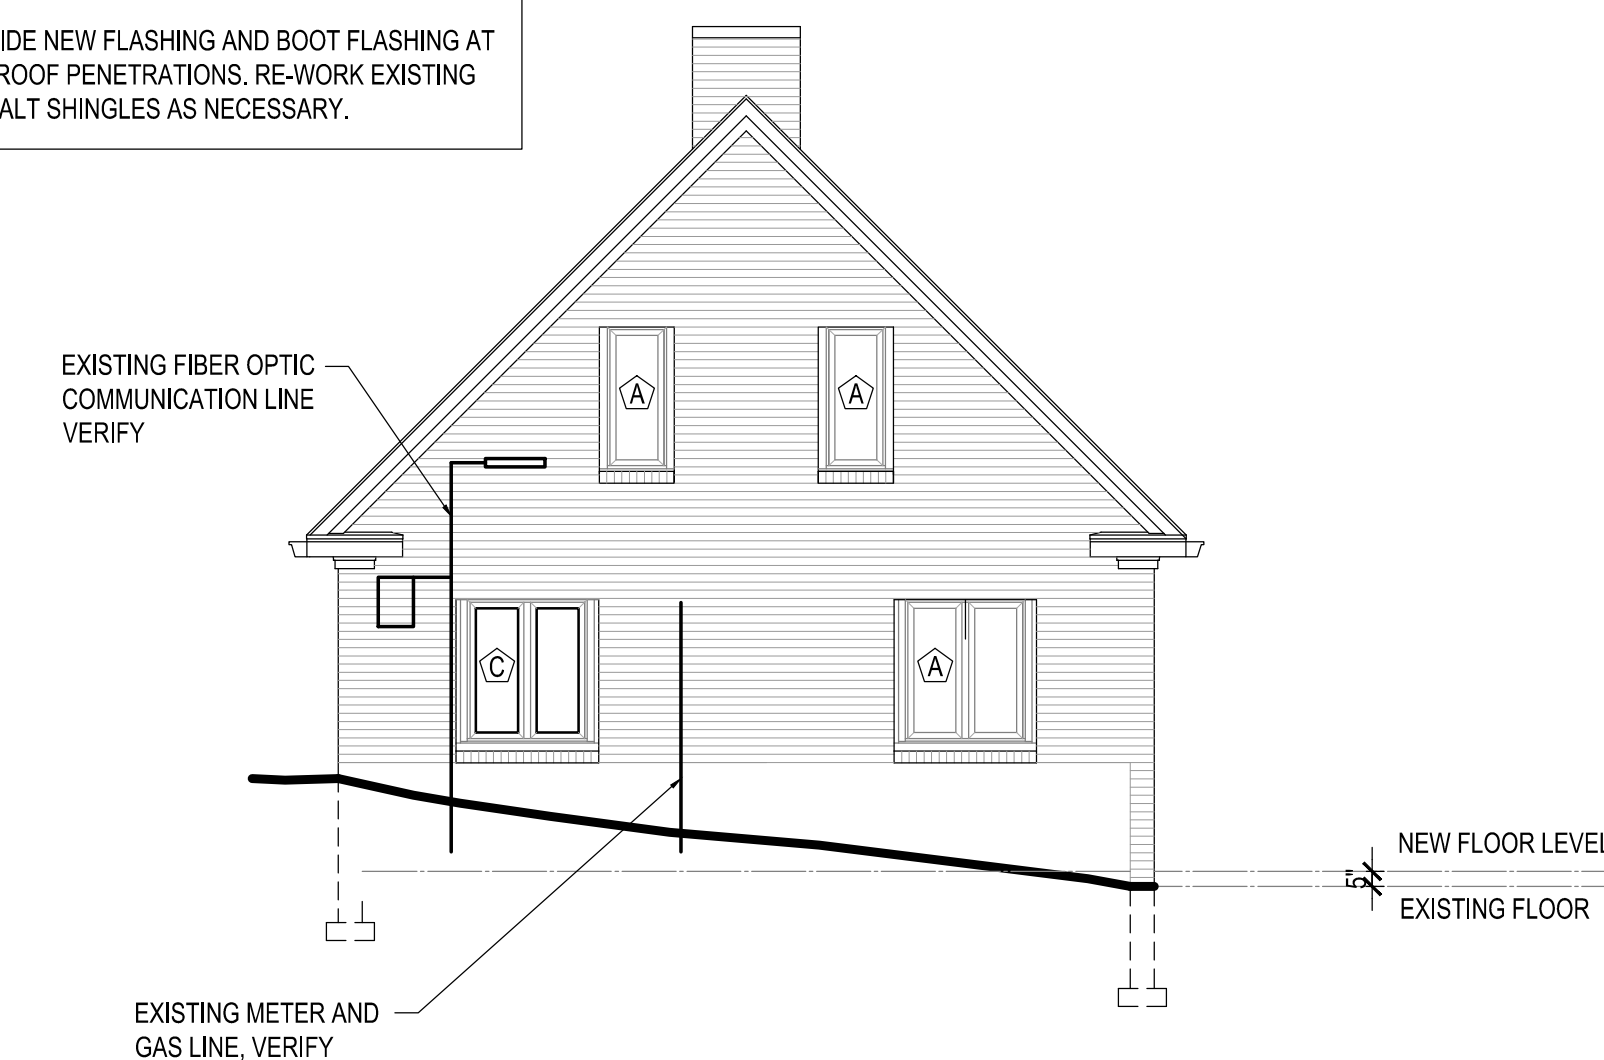 IDE NEW FLASHING AND BOOT FLASHING AT
ROOF PENETRATIONS. RE-WORK EXISTING
ALT SHINGLES AS NECESSARY.
EXISTING FIBER OPTIC
COMMUNICATION LINE
VERIFY
A
A
C
A
NEW FLOOR LEVEL
5"
EXISTING FLOOR
EXISTING METER AND
GAS LINE, VERIFY